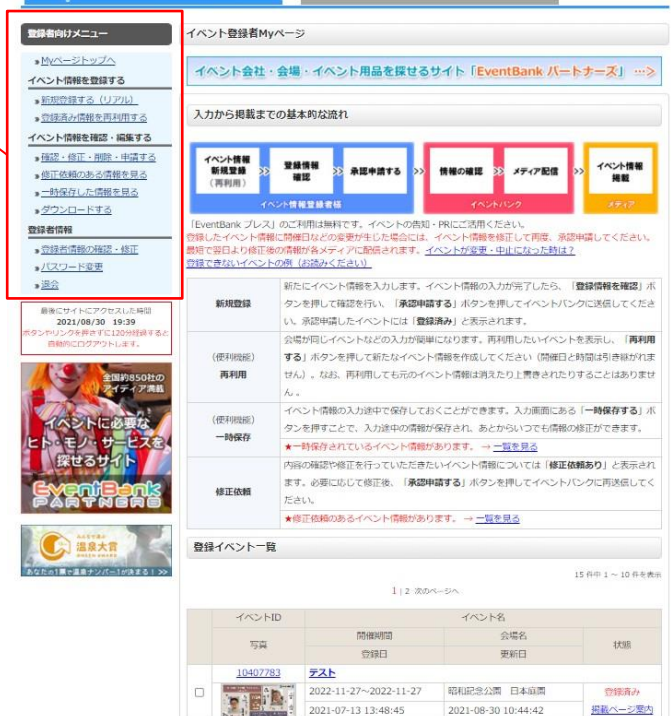 登録者向けメニュー
»Myページトップへ
イベント情報を登録する
»新規登録する（リアル）
»登録済み情報を再利用する
イベント情報を確認・編集する
»確認・修正・削除・申請する
»修正依頼のある情報を見る
»一時保存した情報を見る
»ダウンロードする
登録者情報
»登録者情報の確認・修正
»パスワード変更
»退会
最後にサイトにアクセスした時間
2021/08/30 19:39
ボタンやリンクを押さずに120分経過すると
自動的にログアウトします。
全国約850社の
アイディア満載
イベントに必要な
ヒト・モノ・サービスを
探せるサイト
EventBank
PARTNERS
温泉大賞
あなたの1票で温泉ナンバー1が決まる！>>
イベント登録者Myページ
イベント会社・会場・イベント用品を探せるサイト「EventBank パートナーズ」 …>
入力から掲載までの基本的な流れ
イベント情報
新規登録
（再利用）
>>
登録情報
確認
>>
承認申請する
>>
情報の確認
>>
メディア配信
>>
イベント情報
掲載
イベント情報登録者様
イベントバンク
メディア
「EventBank プレス」のご利用は無料です。イベントの告知・PRにご活用ください。
登録したイベント情報に開催日などの変更が生じた場合には、イベント情報を修正して再度、承認申請してください。
最短で翌日より修正後の情報が各メディアに配信されます。イベントが変更・中止になった時は？
登録できないイベントの例（お読みください）
新規登録
新たにイベント情報を入力します。イベント情報の入力が完了したら、「登録情報を確認」ボ
タンを押して確認を行い、「承認申請する」ボタンを押してイベントバンクに送信してくださ
い。承認申請したイベントには「登録済み」と表示されます。
（便利機能）
再利用
会場が同じイベントなどの入力が簡単になります。再利用したいイベントを表示し、「再利用
する」ボタンを押して新たなイベント情報を作成してください（開催日と時間は引き継がれま
せん）。なお、再利用しても元のイベント情報は消えたり上書きされたりすることはありませ
ん。
（便利機能）
一時保存
イベント情報の入力途中で保存しておくことができます。入力画面にある「一時保存する」ボ
タンを押すことで、入力途中の情報が保存され、あとからいつでも情報の修正ができます。
★一時保存されているイベント情報があります。 → 一覧を見る
修正依頼
内容の確認や修正を行っていただきたいイベント情報については「修正依頼あり」と表示され
ます。必要に応じて修正後、「承認申請する」ボタンを押してイベントバンクに再送信してく
ださい。
★修正依頼のあるイベント情報があります。 → 一覧を見る
登録イベント一覧
15 件中 1 ～ 10 件を表示
1 | 2 次のページへ
イベントID
イベント名
写真
開催期間
会場名
状態
登録日
更新日
10407783
テスト
2022-11-27～2022-11-27
昭和記念公園 日本庭園
登録済み
2021-07-13 13:48:45
2021-08-30 10:44:42
掲載ページ案内